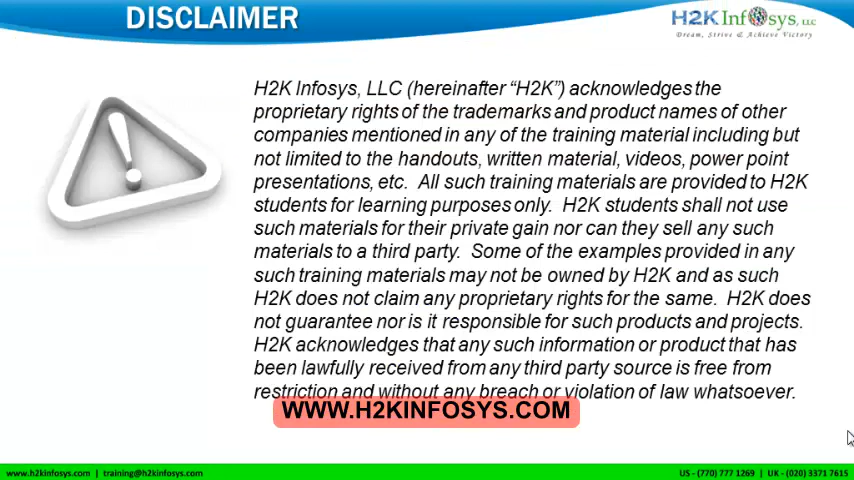 DISCLAIMER
H2K INFOSYS, LLC
Dream, Strive & Achieve Victory
H2K Infosys, LLC (hereinafter “H2K”) acknowledges the
proprietary rights of the trademarks and product names of other
companies mentioned in any of the training material including but
not limited to the handouts, written material, videos, power point
presentations, etc.  All such training materials are provided to H2K
students for learning purposes only.  H2K students shall not use
such materials for their private gain nor can they sell any such
materials to a third party.  Some of the examples provided in any
such training materials may not be owned by H2K and as such
H2K does not claim any proprietary rights for the same.  H2K does
not guarantee nor is it responsible for such products and projects.
H2K acknowledges that any such information or product that has
been lawfully received from any third party source is free from
restriction and without any breach or violation of law whatsoever.
WWW.H2KINFOSYS.COM
www.h2kinfosys.com | training@h2kinfosys.com
US - (770) 777 1269 | UK - (020) 3371 7615